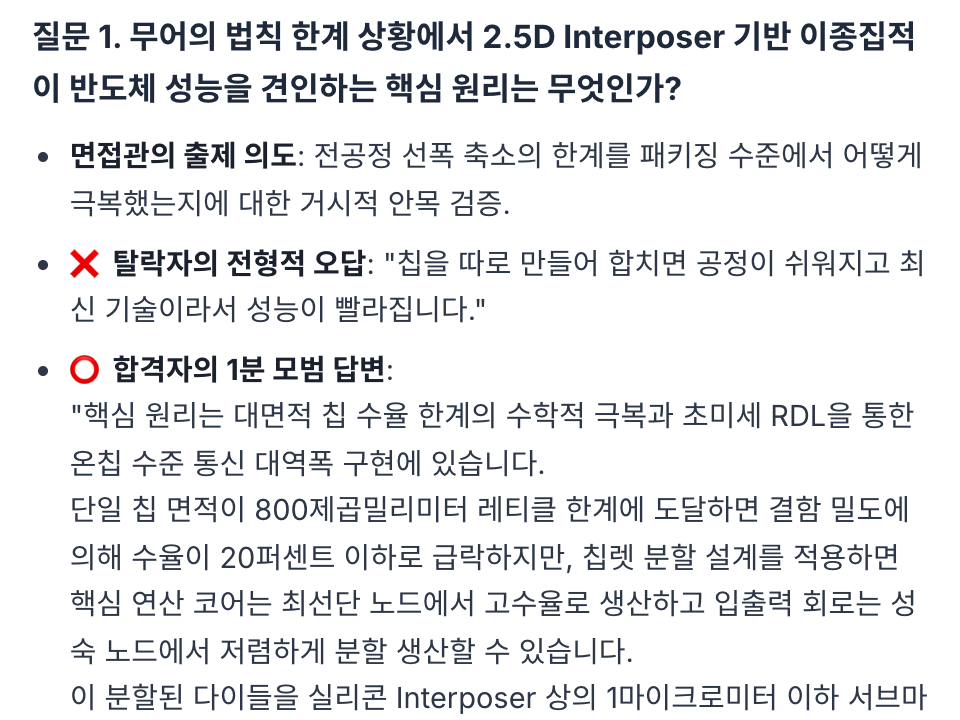 질문 1. 무어의 법칙 한계 상황에서 2.5D Interposer 기반 이종집적
이 반도체 성능을 견인하는 핵심 원리는 무엇인가?
• 면접관의 출제 의도: 전공정 선폭 축소의 한계를 패키징 수준에서 어떻게
극복했는지에 대한 거시적 안목 검증.
• ❌ 탈락자의 전형적 오답: "칩을 따로 만들어 합치면 공정이 쉬워지고 최
신 기술이라서 성능이 빨라집니다."
• ⭕ 합격자의 1분 모범 답변:
"핵심 원리는 대면적 칩 수율 한계의 수학적 극복과 초미세 RDL을 통한
온칩 수준 통신 대역폭 구현에 있습니다.
단일 칩 면적이 800제곱밀리미터 레티클 한계에 도달하면 결함 밀도에
의해 수율이 20퍼센트 이하로 급락하지만, 칩렛 분할 설계를 적용하면
핵심 연산 코어는 최선단 노드에서 고수율로 생산하고 입출력 회로는 성
숙 노드에서 저렴하게 분할 생산할 수 있습니다.
이 분할된 다이들을 실리콘 Interposer 상의 1마이크로미터 이하 서브마